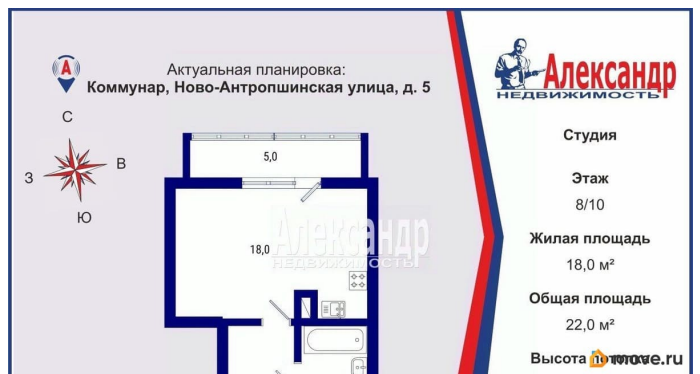 Актуальная планировка:
Коммунар, Ново-Антропшинская улица, д. 5
А
С
В
З
Ю
5,0
18,0
Александр
НЕДВИЖИМОСТЬ
Александр
НЕДВИЖИМОСТЬ
Студия
Этаж
8/10
Жилая площадь
18,0 м²
Общая площадь
22,0 м²
Высота потолка
move.ru